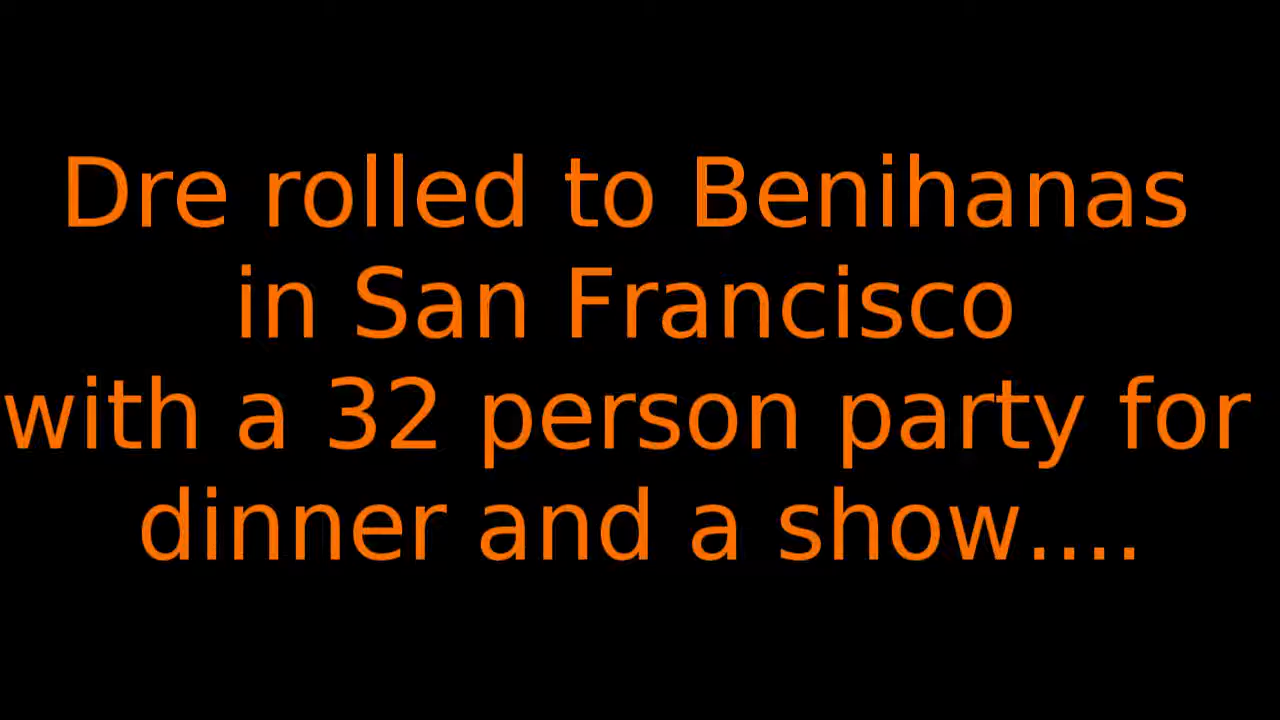 Dre rolled to Benihanas
in San Francisco
with a 32 person party for
dinner and a show....